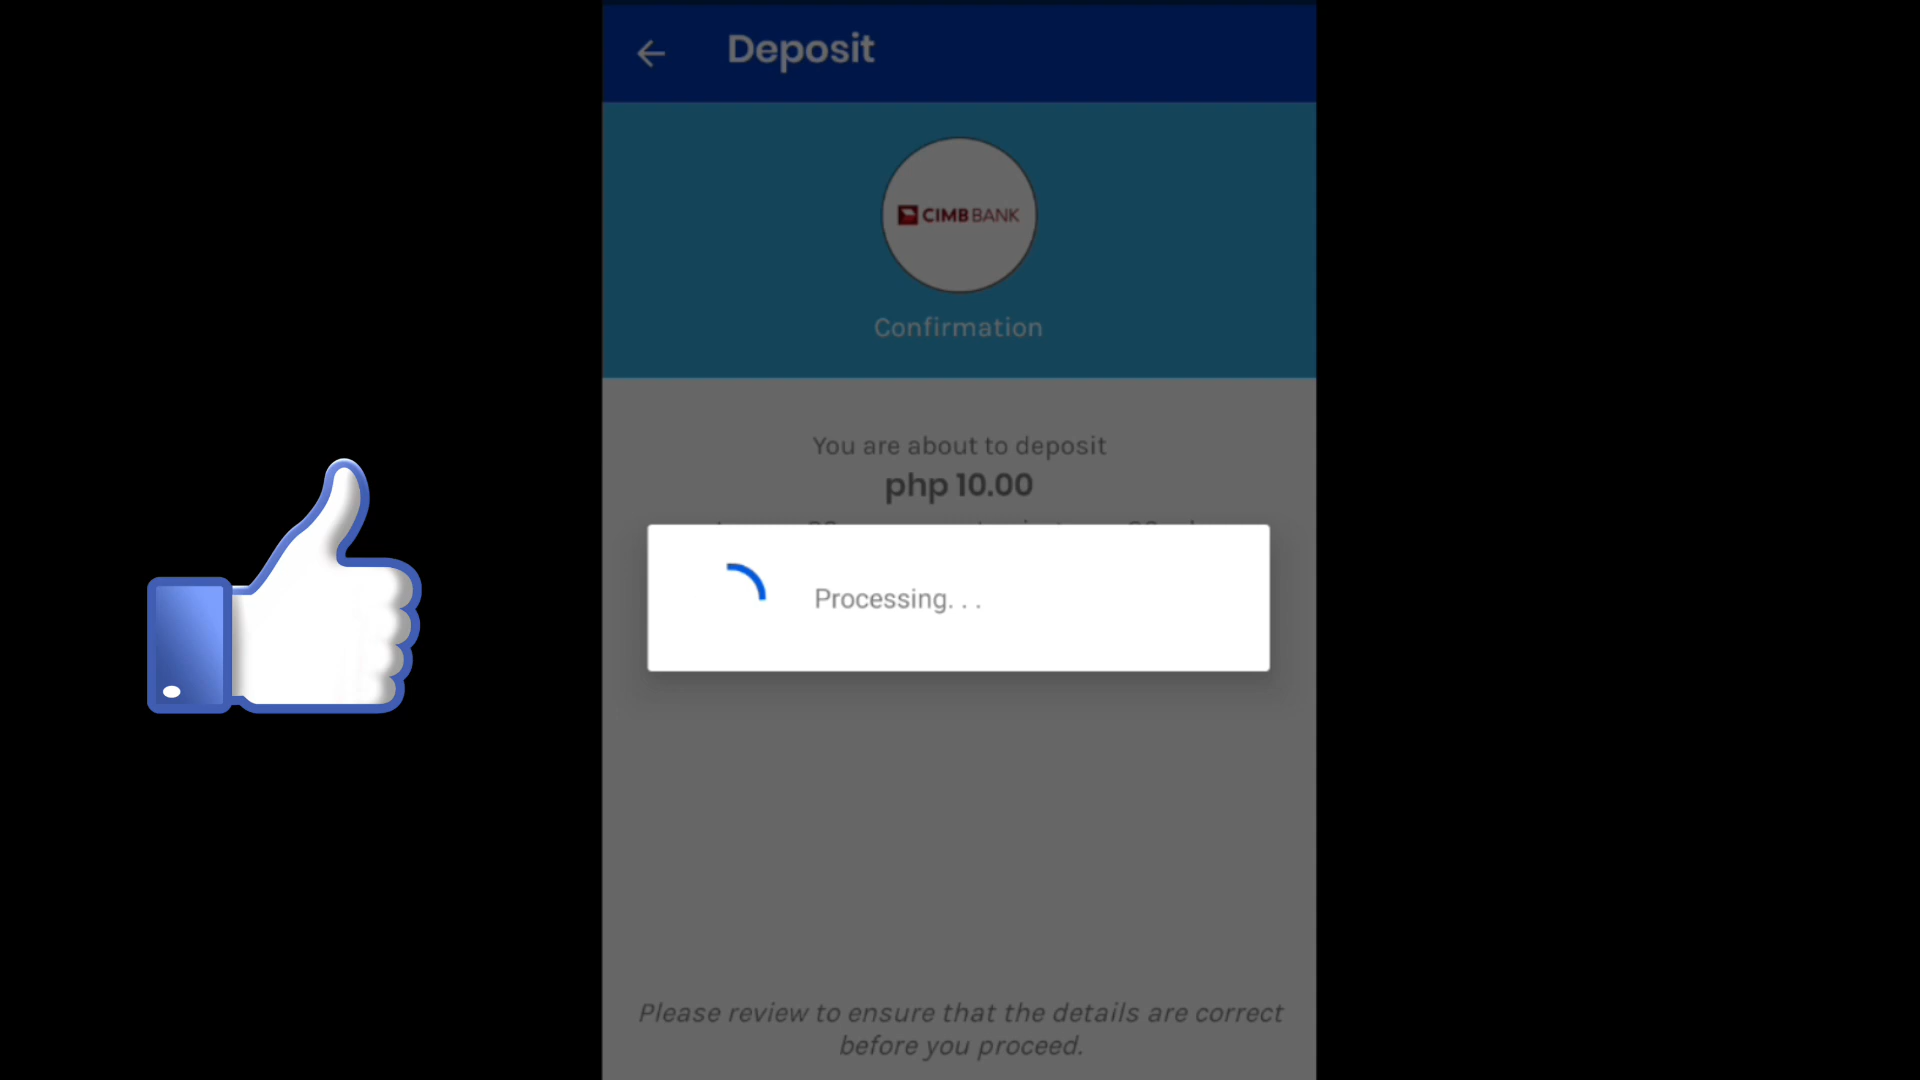 Deposit
CIMB BANK
Confirmation
You are about to deposit
php 10.00
Processing. . .
Please review to ensure that the details are correct
before you proceed.